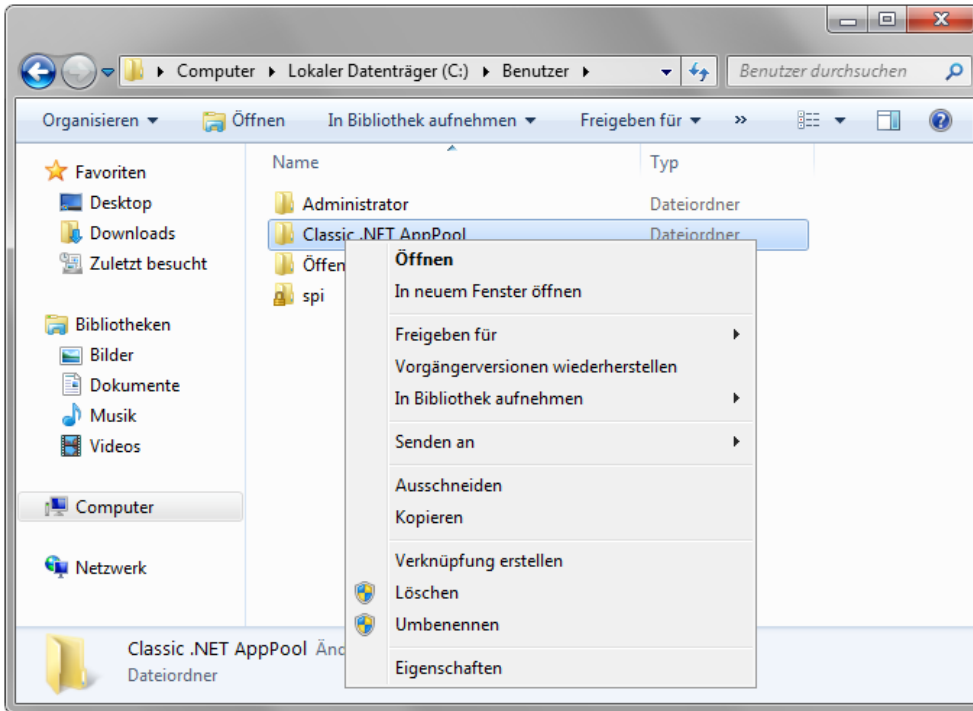 Computer Lokaler Datenträger (C:) Benutzer
Benutzer durchsuchen
Organisieren Öffnen In Bibliothek aufnehmen Freigeben für »
Favoriten
Desktop
Downloads
Zuletzt besucht
Bibliotheken
Bilder
Dokumente
Musik
Videos
Computer
Netzwerk
Name Typ
Administrator Dateiordner
Classic .NET AppPool Dateiordner
Öffen
spi
Öffnen
In neuem Fenster öffnen
Freigeben für
Vorgängerversionen wiederherstellen
In Bibliothek aufnehmen
Senden an
Ausschneiden
Kopieren
Verknüpfung erstellen
Löschen
Umbenennen
Eigenschaften
Classic .NET AppPool Änd
Dateiordner